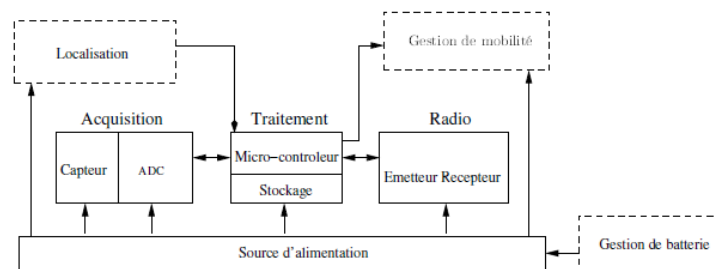 Localisation
Gestion de mobilité
Acquisition
Traitement
Radio
Capteur
ADC
Micro-controleur
Stockage
Emetteur Recepteur
Source d'alimentation
Gestion de batterie